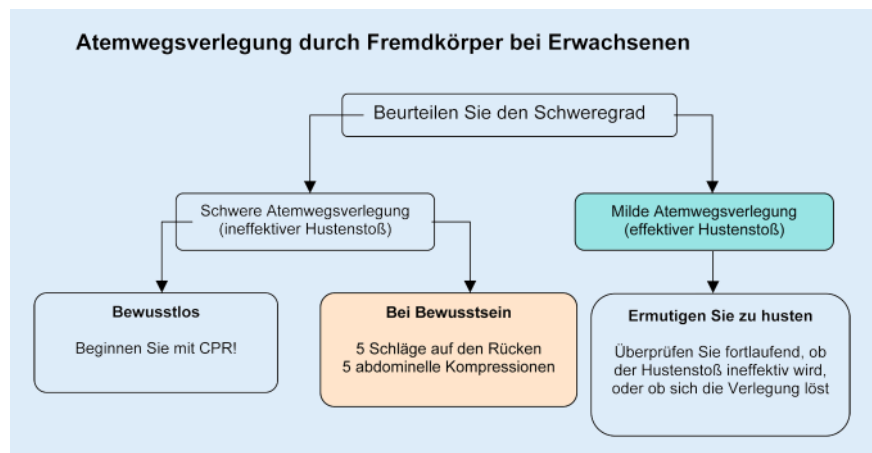 Atemwegsverlegung durch Fremdkörper bei Erwachsenen
Beurteilen Sie den Schweregrad
Schwere Atemwegsverlegung
(ineffektiver Hustenstoß)
Milde Atemwegsverlegung
(effektiver Hustenstoß)
Bewusstlos
Beginnen Sie mit CPR!
Bei Bewusstsein
5 Schläge auf den Rücken
5 abdominelle Kompressionen
Ermutigen Sie zu husten
Überprüfen Sie fortlaufend, ob
der Hustenstoß ineffektiv wird,
oder ob sich die Verlegung löst